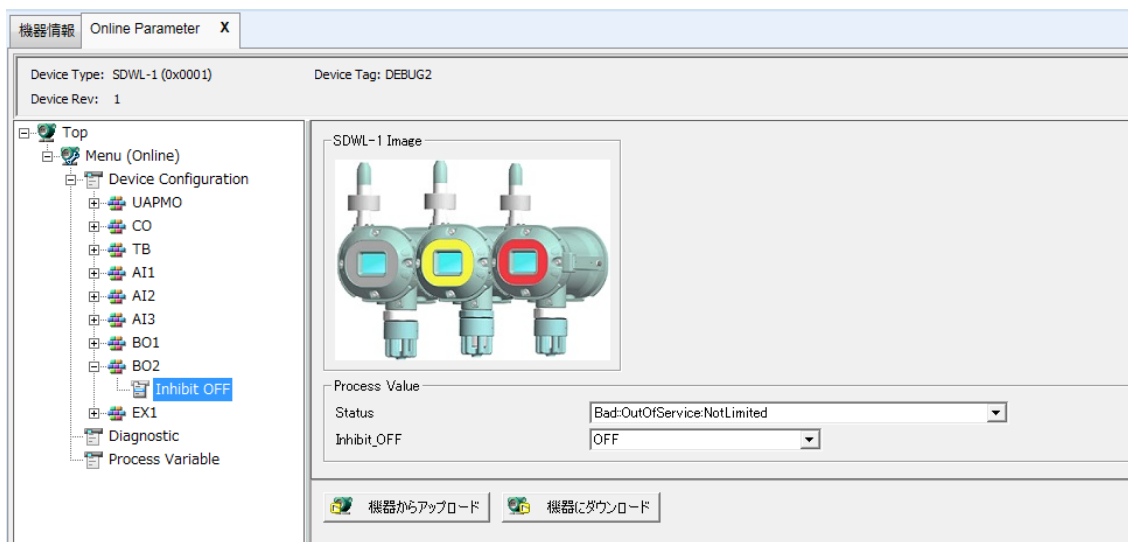 機器情報
Online Parameter X
Device Type: SDWL-1 (0x0001)
Device Tag: DEBUG2
Device Rev: 1
Top
Menu (Online)
Device Configuration
UAPMO
CO
TB
AI1
AI2
AI3
BO1
BO2
Inhibit OFF
EX1
Diagnostic
Process Variable
SDWL-1 Image
Process Value
Status
Bad:OutOfService:NotLimited
Inhibit_OFF
OFF
機器からアップロード
機器にダウンロード